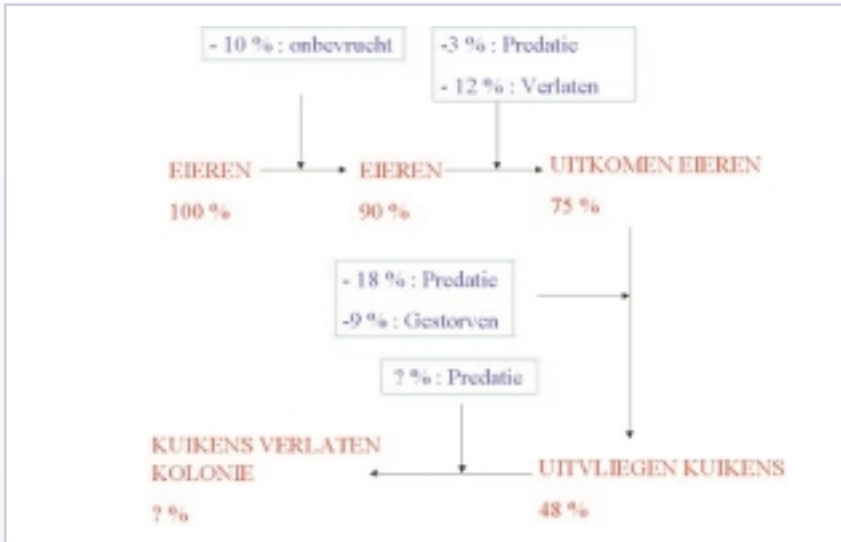 - 10 % : onbevrucht
-3 % : Predatie
- 12 % : Verlaten
EIEREN
100 %
EIEREN
90 %
UITKOMEN EIEREN
75 %
- 18 % : Predatie
-9 % : Gestorven
? % : Predatie
KUIKENS VERLATEN
KOLONIE
? %
UITVLIEGEN KUIKENS
48 %